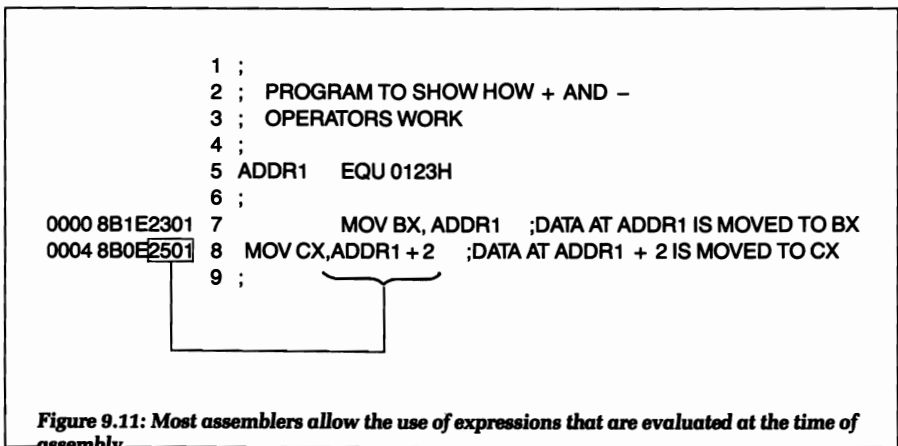 1 ;
2 ; PROGRAM TO SHOW HOW + AND –
3 ; OPERATORS WORK
4 ;
5 ADDR1 EQU 0123H
6 ;
0000 8B1E2301 7 MOV BX, ADDR1 ;DATA AT ADDR1 IS MOVED TO BX
0004 8B0E2501 8 MOV CX,ADDR1 + 2 ;DATA AT ADDR1 + 2 IS MOVED TO CX
9 ;
Figure 9.11: Most assemblers allow the use of expressions that are evaluated at the time of
assembly